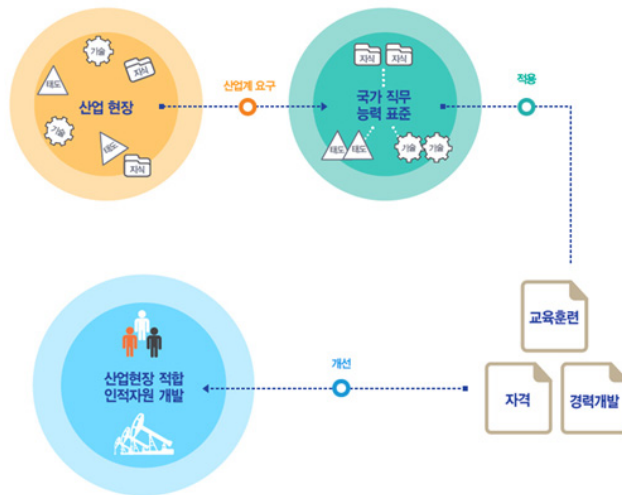 기술
지식
태도
산업 현장
기술
태도
지식
산업계 요구
지식 지식
국가 직무
능력 표준
태도 태도 기술 기술
적용
교육훈련
자격 경력개발
개선
산업현장 적합
인적자원 개발